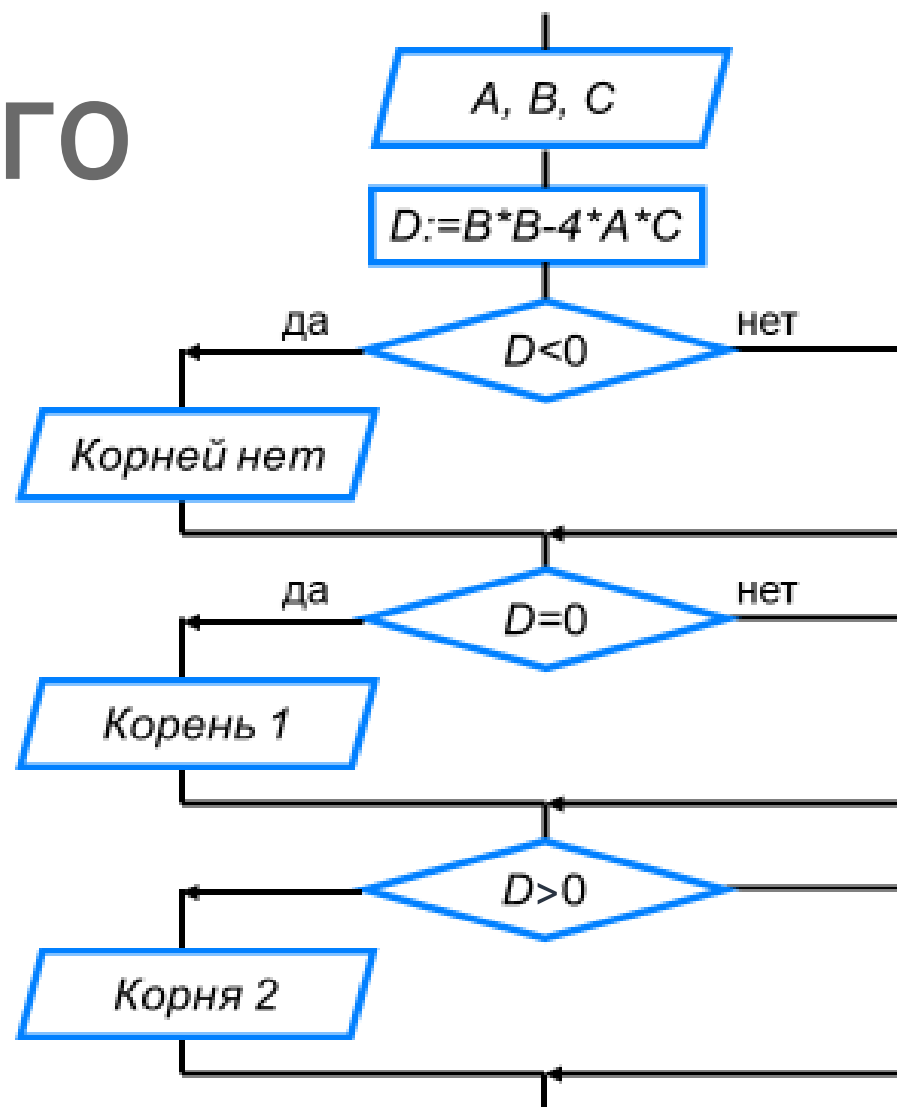 ГО
A, B, C
D:=B*B-4*A*C
да
D<0
нет
Корней нет
да
D=0
нет
Корень 1
D>0
Корня 2